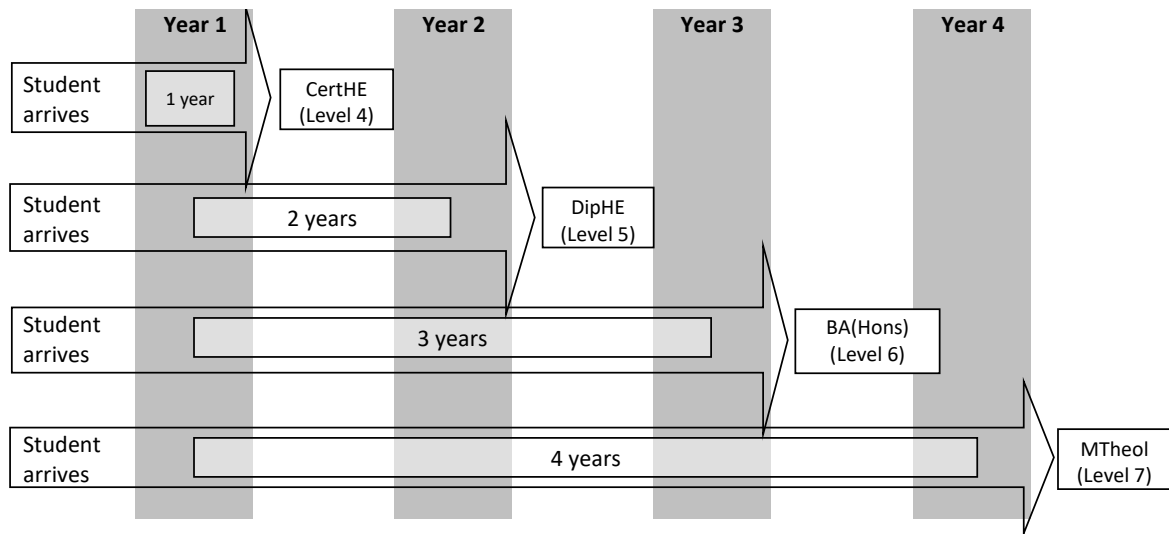 Year 1 Year 2 Year 3 Year 4
Student
arrives
1 year
CertHE
(Level 4)
Student
arrives
2 years
DipHE
(Level 5)
Student
arrives
3 years
BA(Hons)
(Level 6)
Student
arrives
4 years
MTheol
(Level 7)